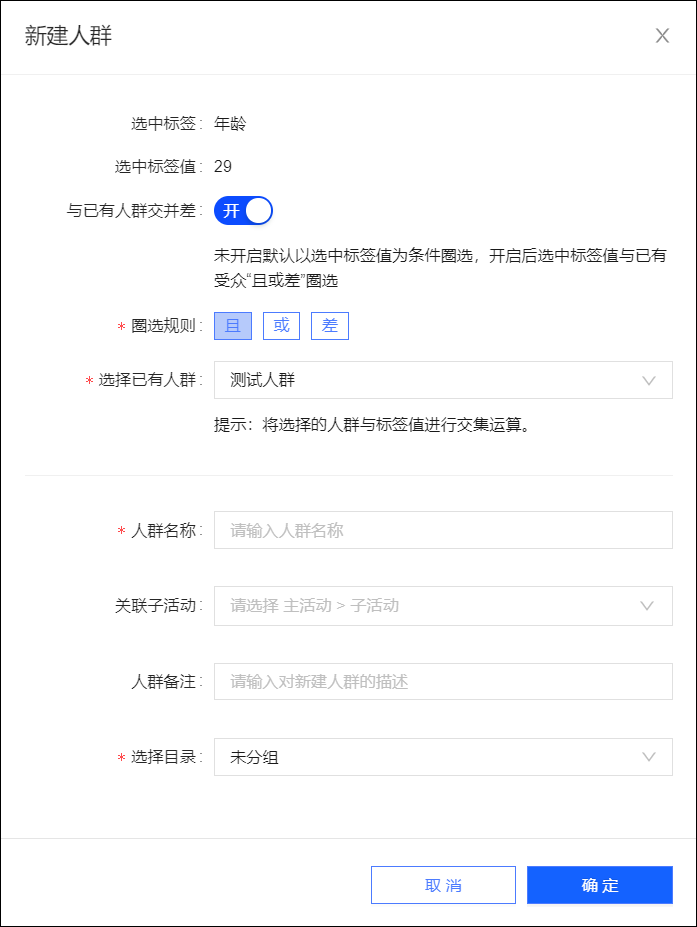 新建人群
选中标签: 年龄
选中标签值: 29
与已有人群交并差: 开
未开启默认以选中标签值为条件圈选，开启后选中标签值与已有
受众“且或差”圈选
* 圈选规则: 且 或 差
* 选择已有人群: 测试人群
提示：将选择的人群与标签值进行交集运算。
* 人群名称: 请输入人群名称
关联子活动: 请选择 主活动 > 子活动
人群备注: 请输入对新建人群的描述
* 选择目录: 未分组
取消 确定